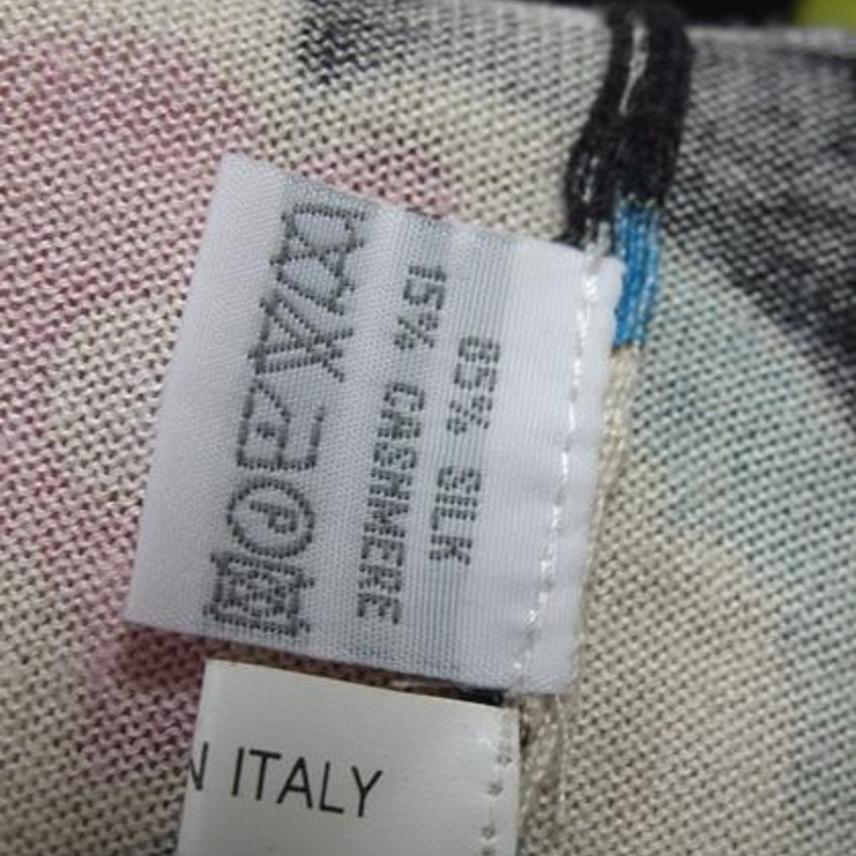 85% SILK
15% CASHMERE
P
N ITALY